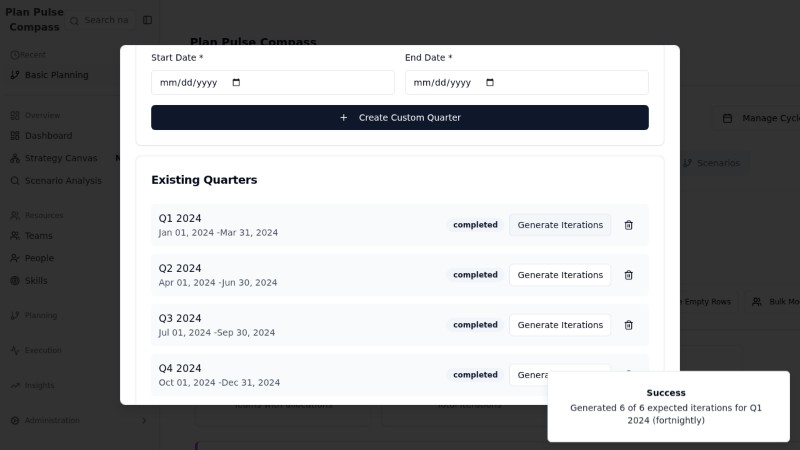 Plan Pulse
Compass
Search na
Recent
Basic Planning
Overview
Dashboard
Strategy Canvas
Scenario Analysis
Resources
Teams
People
Skills
Planning
Execution
Insights
Administration
Plan Pulse Compass
Manage Cycl
Scenarios
e Empty Rows
Bulk Mo
Start Date *
End Date *
mm/dd/yyyy
mm/dd/yyyy
+ Create Custom Quarter
Existing Quarters
Q1 2024
Jan 01, 2024 -Mar 31, 2024
completed
Generate Iterations
Q2 2024
Apr 01, 2024 -Jun 30, 2024
completed
Generate Iterations
Q3 2024
Jul 01, 2024 -Sep 30, 2024
completed
Generate Iterations
Q4 2024
Oct 01, 2024 -Dec 31, 2024
completed
Genera
Success
Generated 6 of 6 expected iterations for Q1
2024 (fortnightly)